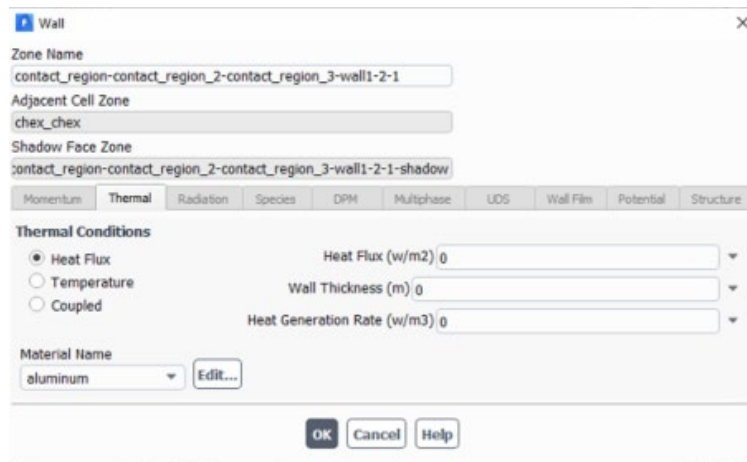 Wall
Zone Name
contact_region-contact_region_2-contact_region_3-wall1-2-1
Adjacent Cell Zone
chex_chex
Shadow Face Zone
contact_region-contact_region_2-contact_region_3-wall1-2-1-shadow
Momentum Thermal Radiation Species DPM Multiphase UDS Wall Film Potential Structure
Thermal Conditions
Heat Flux
Temperature
Coupled
Heat Flux (w/m2) 0
Wall Thickness (m) 0
Heat Generation Rate (w/m3) 0
Material Name
aluminum Edit...
OK Cancel Help